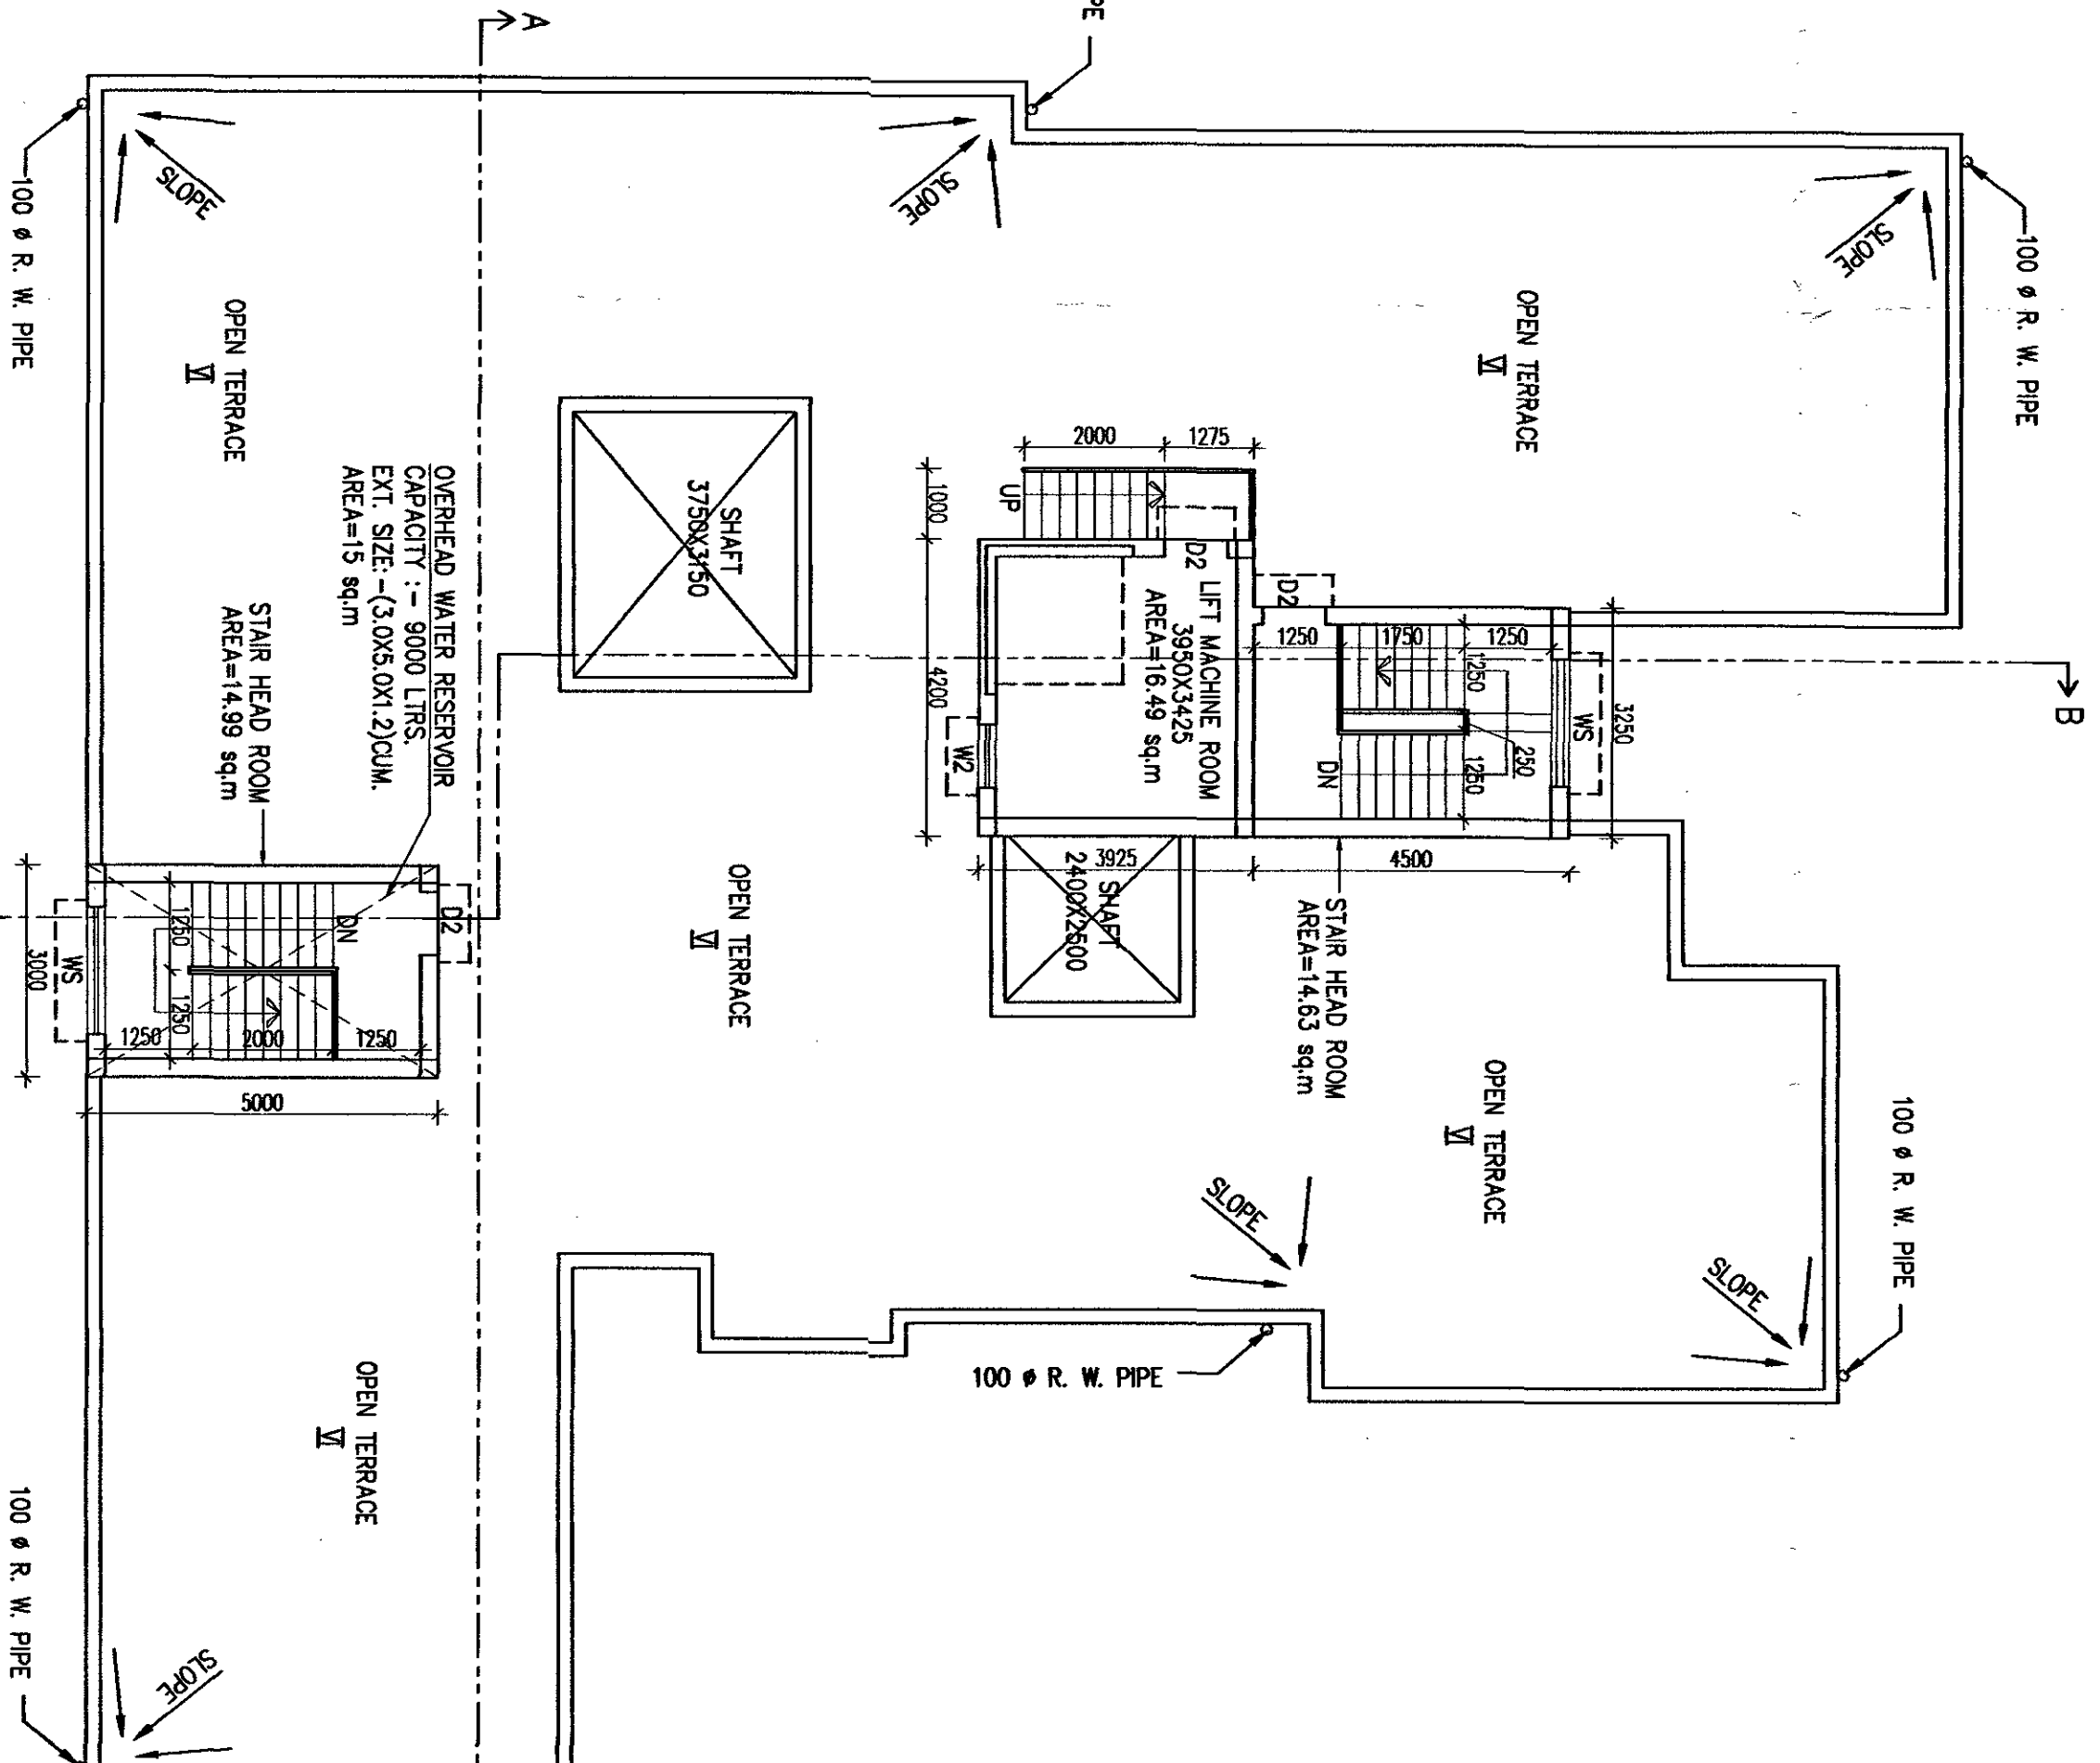 A
PE
100 ø R. W. PIPE
SLOPE
SLOPE
SLOPE
100 ø R. W. PIPE
OPEN TERRACE
VI
OPEN TERRACE
VI
B
SHAFT
3750X3150
2000
1275
1000
4200
UP
D2
LIFT MACHINE ROOM
3950X3425
AREA=16.49 sq.m
W2
D2
1250
1750
1250
1250
250
1250
DN
WS
3250
3925
4500
SHAFT
2400X2500
STAIR HEAD ROOM
AREA=14.63 sq.m
OVERHEAD WATER RESERVOIR
CAPACITY :- 9000 LTRS.
EXT. SIZE:-(3.0X5.0X1.2)CUM.
AREA=15 sq.m
STAIR HEAD ROOM
AREA=14.99 sq.m
D2
DN
1250
1250
1250
2000
1250
WS
3000
5000
OPEN TERRACE
VI
OPEN TERRACE
VI
SLOPE
SLOPE
100 ø R. W. PIPE
100 ø R. W. PIPE
OPEN TERRACE
VI
SLOPE
100 ø R. W. PIPE